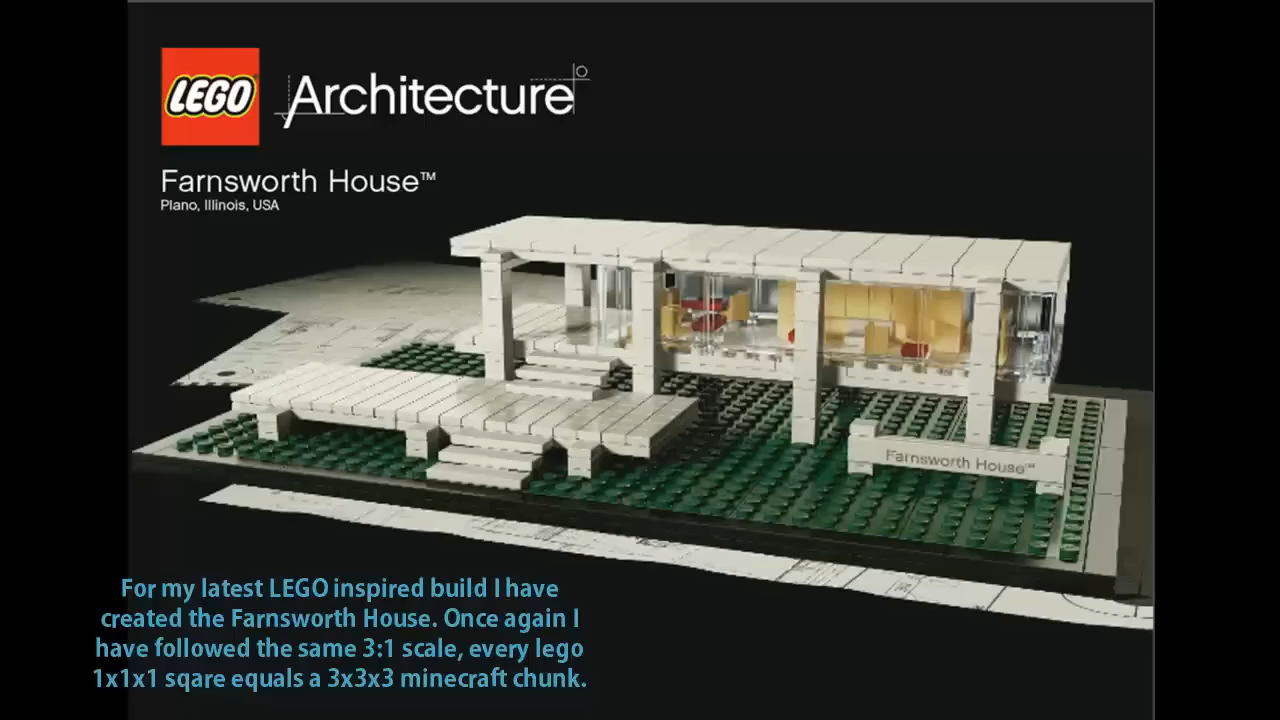 LEGO
Architecture
Farnsworth House™
Plano, Illinois, USA
Farnsworth House™
For my latest LEGO inspired build I have
created the Farnsworth House. Once again I
have followed the same 3:1 scale, every lego
1x1x1 sqare equals a 3x3x3 minecraft chunk.